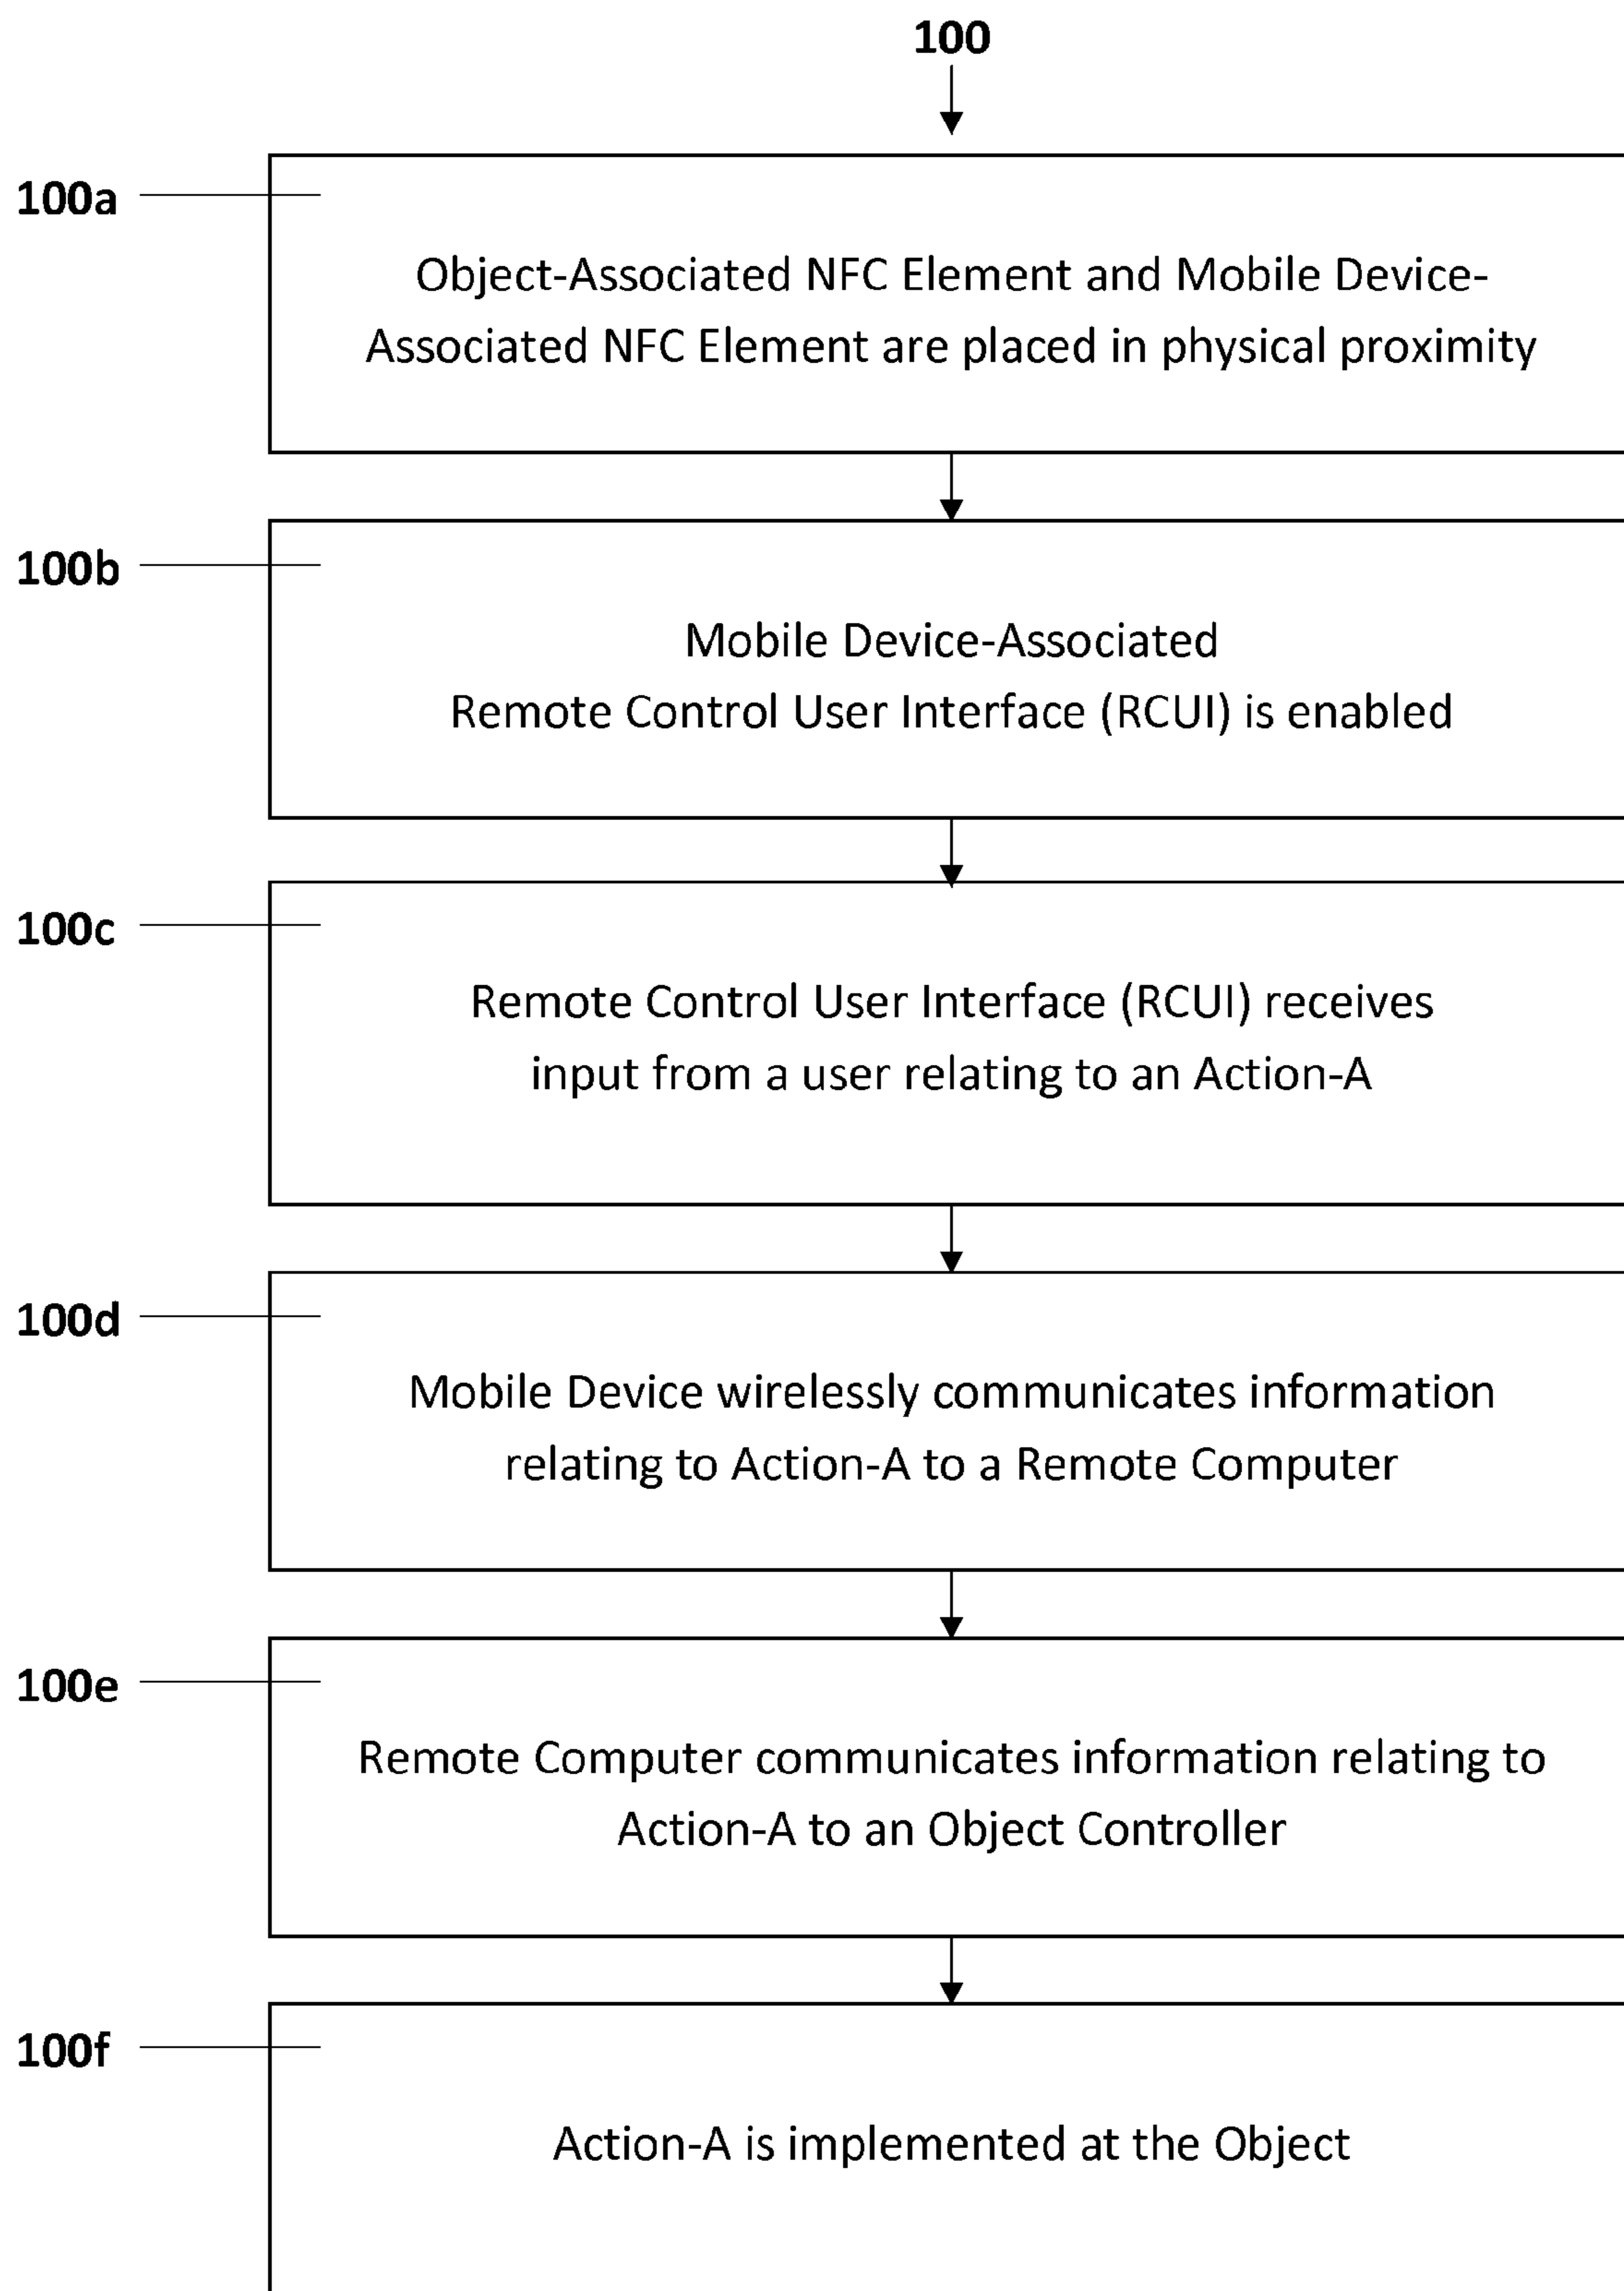 100
100a
Object-Associated NFC Element and Mobile Device-
Associated NFC Element are placed in physical proximity
100b
Mobile Device-Associated
Remote Control User Interface (RCUI) is enabled
100c
Remote Control User Interface (RCUI) receives
input from a user relating to an Action-A
100d
Mobile Device wirelessly communicates information
relating to Action-A to a Remote Computer
100e
Remote Computer communicates information relating to
Action-A to an Object Controller
100f
Action-A is implemented at the Object